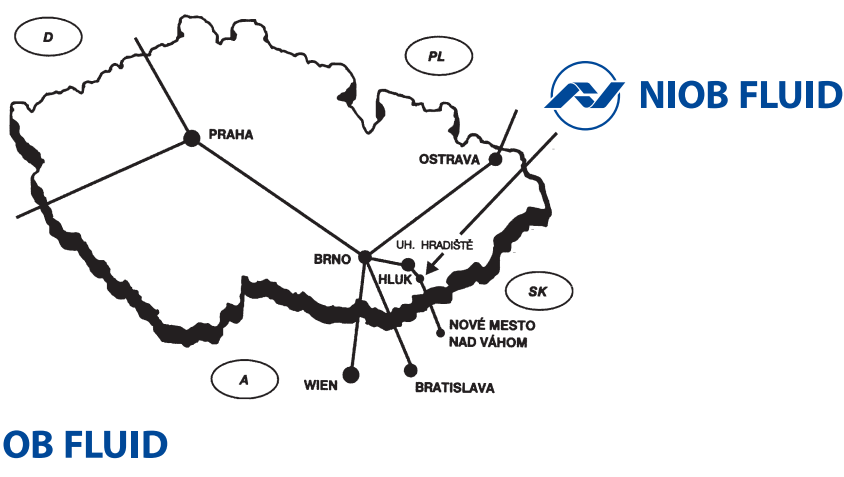 D
PL
NIOB FLUID
PRAHA
OSTRAVA
UH. HRADIŠTĚ
BRNO
HLUK
SK
NOVÉ MESTO
NAD VÁHOM
A
WIEN
BRATISLAVA
OB FLUID